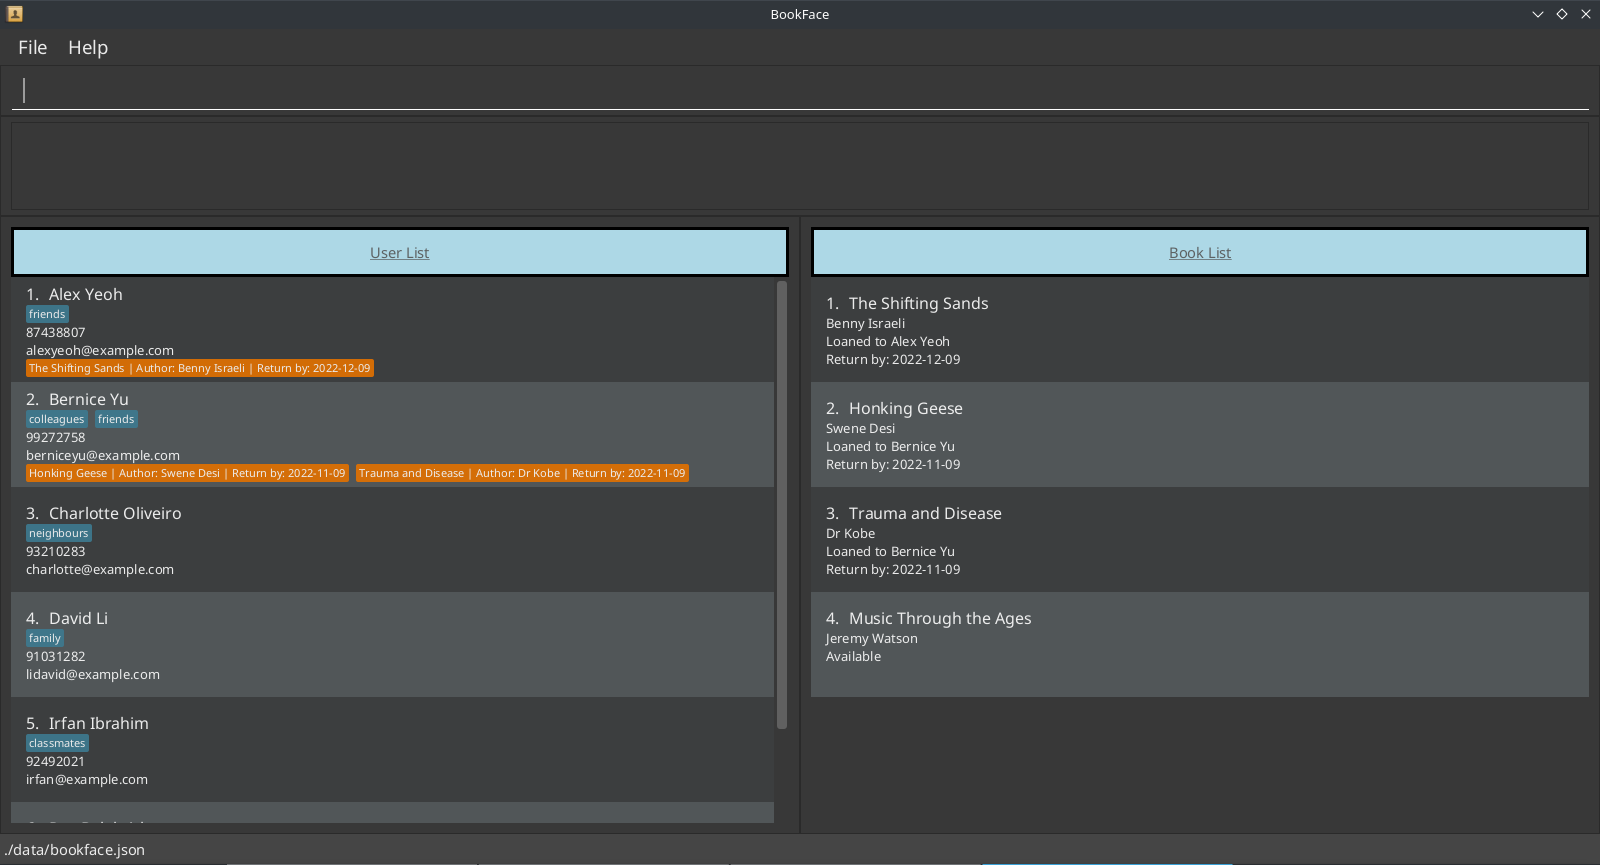 BookFace
File Help
User List
1. Alex Yeoh
friends
87438807
alexyeoh@example.com
The Shifting Sands | Author: Benny Israeli | Return by: 2022-12-09
2. Bernice Yu
colleagues friends
99272758
berniceyu@example.com
Honking Geese | Author: Swene Desi | Return by: 2022-11-09 Trauma and Disease | Author: Dr Kobe | Return by: 2022-11-09
3. Charlotte Oliveiro
neighbours
93210283
charlotte@example.com
4. David Li
family
91031282
lidavid@example.com
5. Irfan Ibrahim
classmates
92492021
irfan@example.com
Book List
1. The Shifting Sands
Benny Israeli
Loaned to Alex Yeoh
Return by: 2022-12-09
2. Honking Geese
Swene Desi
Loaned to Bernice Yu
Return by: 2022-11-09
3. Trauma and Disease
Dr Kobe
Loaned to Bernice Yu
Return by: 2022-11-09
4. Music Through the Ages
Jeremy Watson
Available
./data/bookface.json